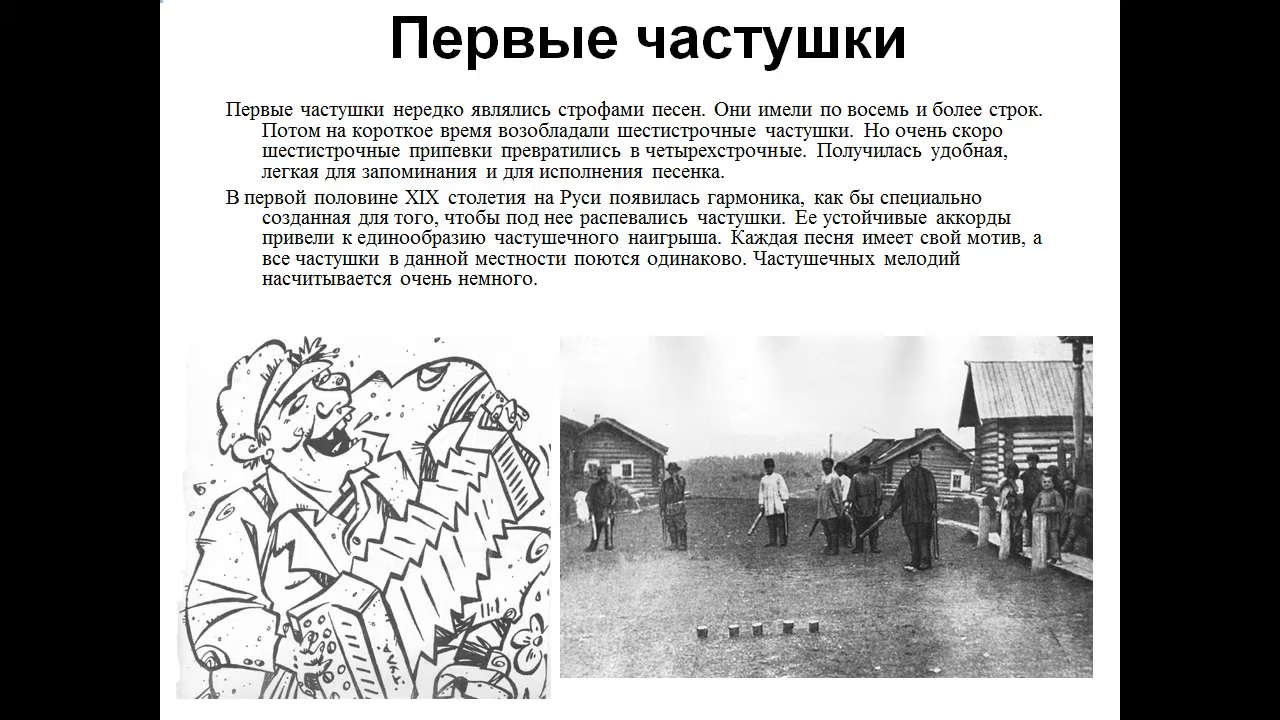 Первые частушки
Первые частушки нередко являлись строфами песен. Они имели по восемь и более строк.
Потом на короткое время возобладали шестистрочные частушки. Но очень скоро
шестистрочные припевки превратились в четырехстрочные. Получилась удобная,
легкая для запоминания и для исполнения песенка.
В первой половине XIX столетия на Руси появилась гармоника, как бы специально
созданная для того, чтобы под нее распевались частушки. Ее устойчивые аккорды
привели к единообразию частушечного наигрыша. Каждая песня имеет свой мотив, а
все частушки в данной местности поются одинаково. Частушечных мелодий
насчитывается очень немного.
ТУЛА